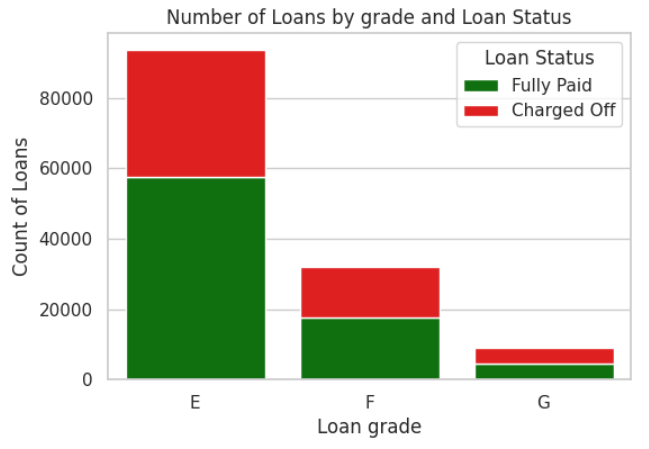 Number of Loans by grade and Loan Status
Loan Status
Fully Paid
Charged Off
Count of Loans
80000
60000
40000
20000
0
E F G
Loan grade